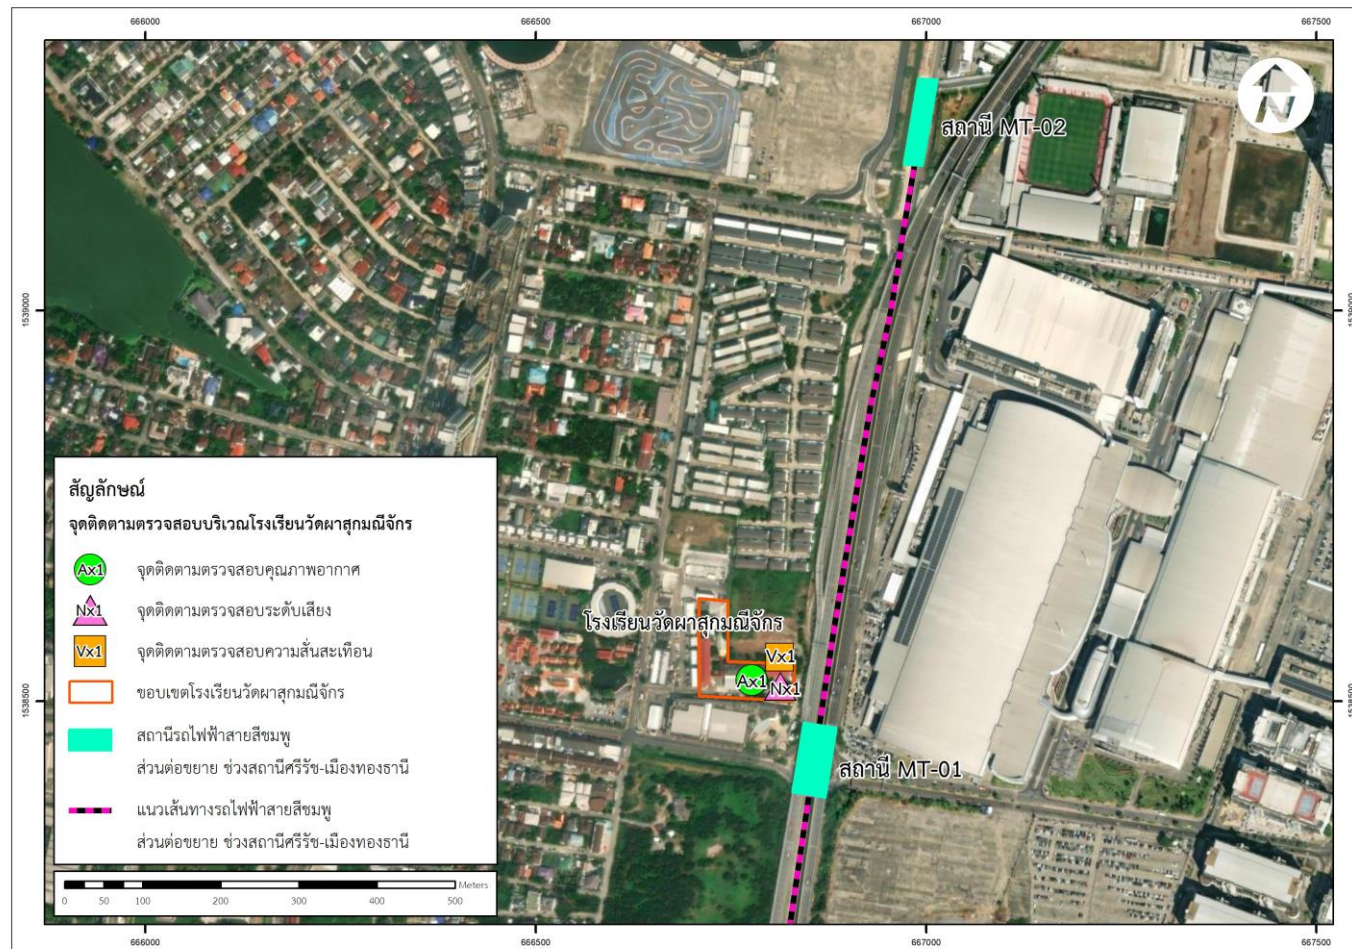 666000
666500
667000
667500
N
สถานี MT-02
1539000
1539000
สัญลักษณ์
จุดติดตามตรวจสอบบริเวณโรงเรียนวัดผาสุกมณีจักร
Ax1
จุดติดตามตรวจสอบคุณภาพอากาศ
Nx1
จุดติดตามตรวจสอบระดับเสียง
Vx1
จุดติดตามตรวจสอบความสั่นสะเทือน
ขอบเขตโรงเรียนวัดผาสุกมณีจักร
สถานีรถไฟฟ้าสายสีชมพู
ส่วนต่อขยาย ช่วงสถานีศรีรัช-เมืองทองธานี
แนวเส้นทางรถไฟฟ้าสายสีชมพู
ส่วนต่อขยาย ช่วงสถานีศรีรัช-เมืองทองธานี
โรงเรียนวัดผาสุกมณีจักร
Vx1
Ax1
Nx1
1538500
1538500
สถานี MT-01
Meters
0 50 100 200 300 400 500
666000
666500
667000
667500